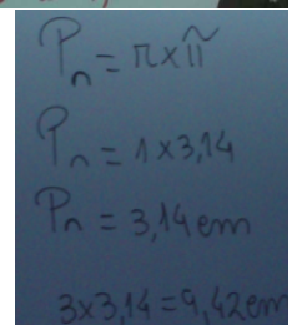 Pn = π x π
Pn = 1 x 3,14
Pn = 3,14 cm
3 x 3,14 = 9,42 cm